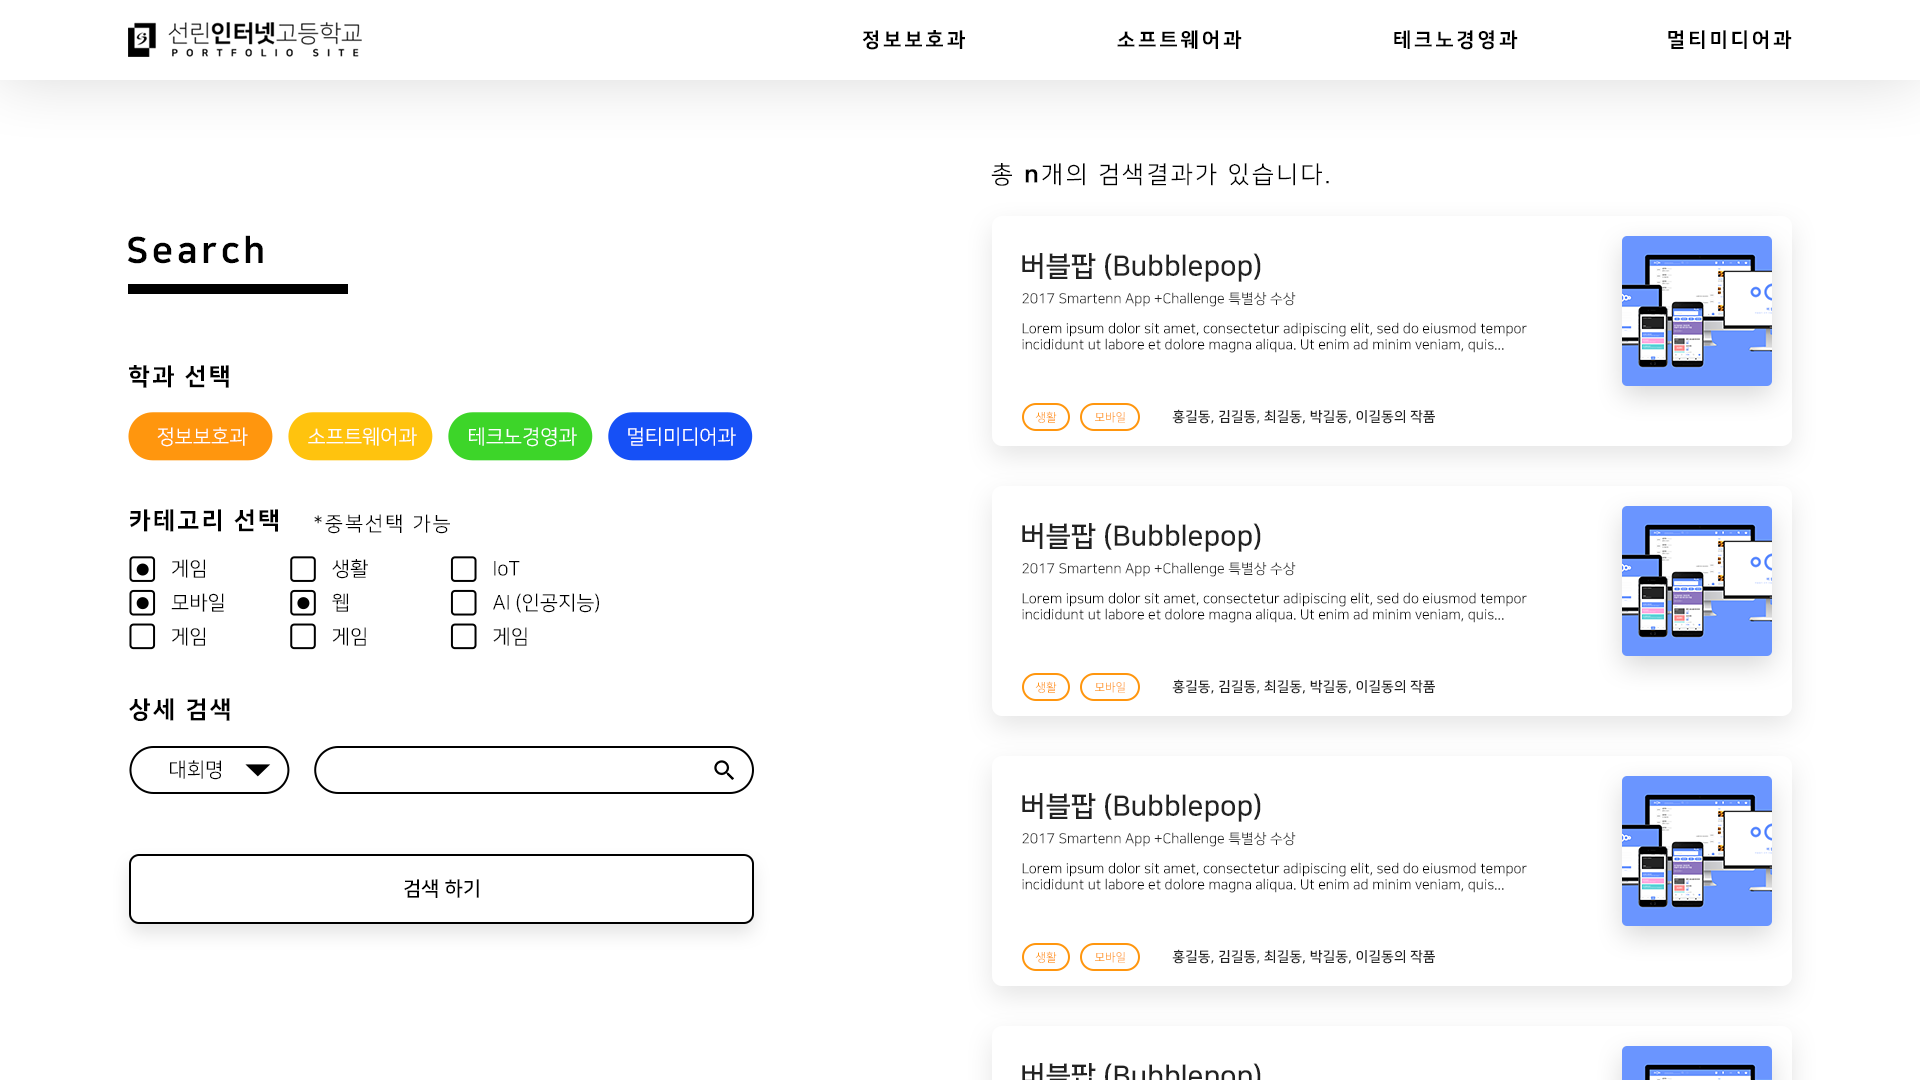 선린인터넷고등학교
PORTFOLIO SITE
정보보호과
소프트웨어과
테크노경영과
멀티미디어과
Search
학과 선택
정보보호과
소프트웨어과
테크노경영과
멀티미디어과
카테고리 선택
*중복선택 가능
게임
생활
IoT
모바일
웹
AI (인공지능)
게임
게임
게임
상세 검색
대회명
검색 하기
총 n개의 검색결과가 있습니다.
버블팝 (Bubblepop)
2017 Smartenn App +Challenge 특별상 수상
Lorem ipsum dolor sit amet, consectetur adipiscing elit, sed do eiusmod tempor
incididunt ut labore et dolore magna aliqua. Ut enim ad minim veniam, quis...
생활
모바일
홍길동, 김길동, 최길동, 박길동, 이길동의 작품
버블팝 (Bubblepop)
2017 Smartenn App +Challenge 특별상 수상
Lorem ipsum dolor sit amet, consectetur adipiscing elit, sed do eiusmod tempor
incididunt ut labore et dolore magna aliqua. Ut enim ad minim veniam, quis...
생활
모바일
홍길동, 김길동, 최길동, 박길동, 이길동의 작품
버블팝 (Bubblepop)
2017 Smartenn App +Challenge 특별상 수상
Lorem ipsum dolor sit amet, consectetur adipiscing elit, sed do eiusmod tempor
incididunt ut labore et dolore magna aliqua. Ut enim ad minim veniam, quis...
생활
모바일
홍길동, 김길동, 최길동, 박길동, 이길동의 작품
버블팝 (Bubblepop)